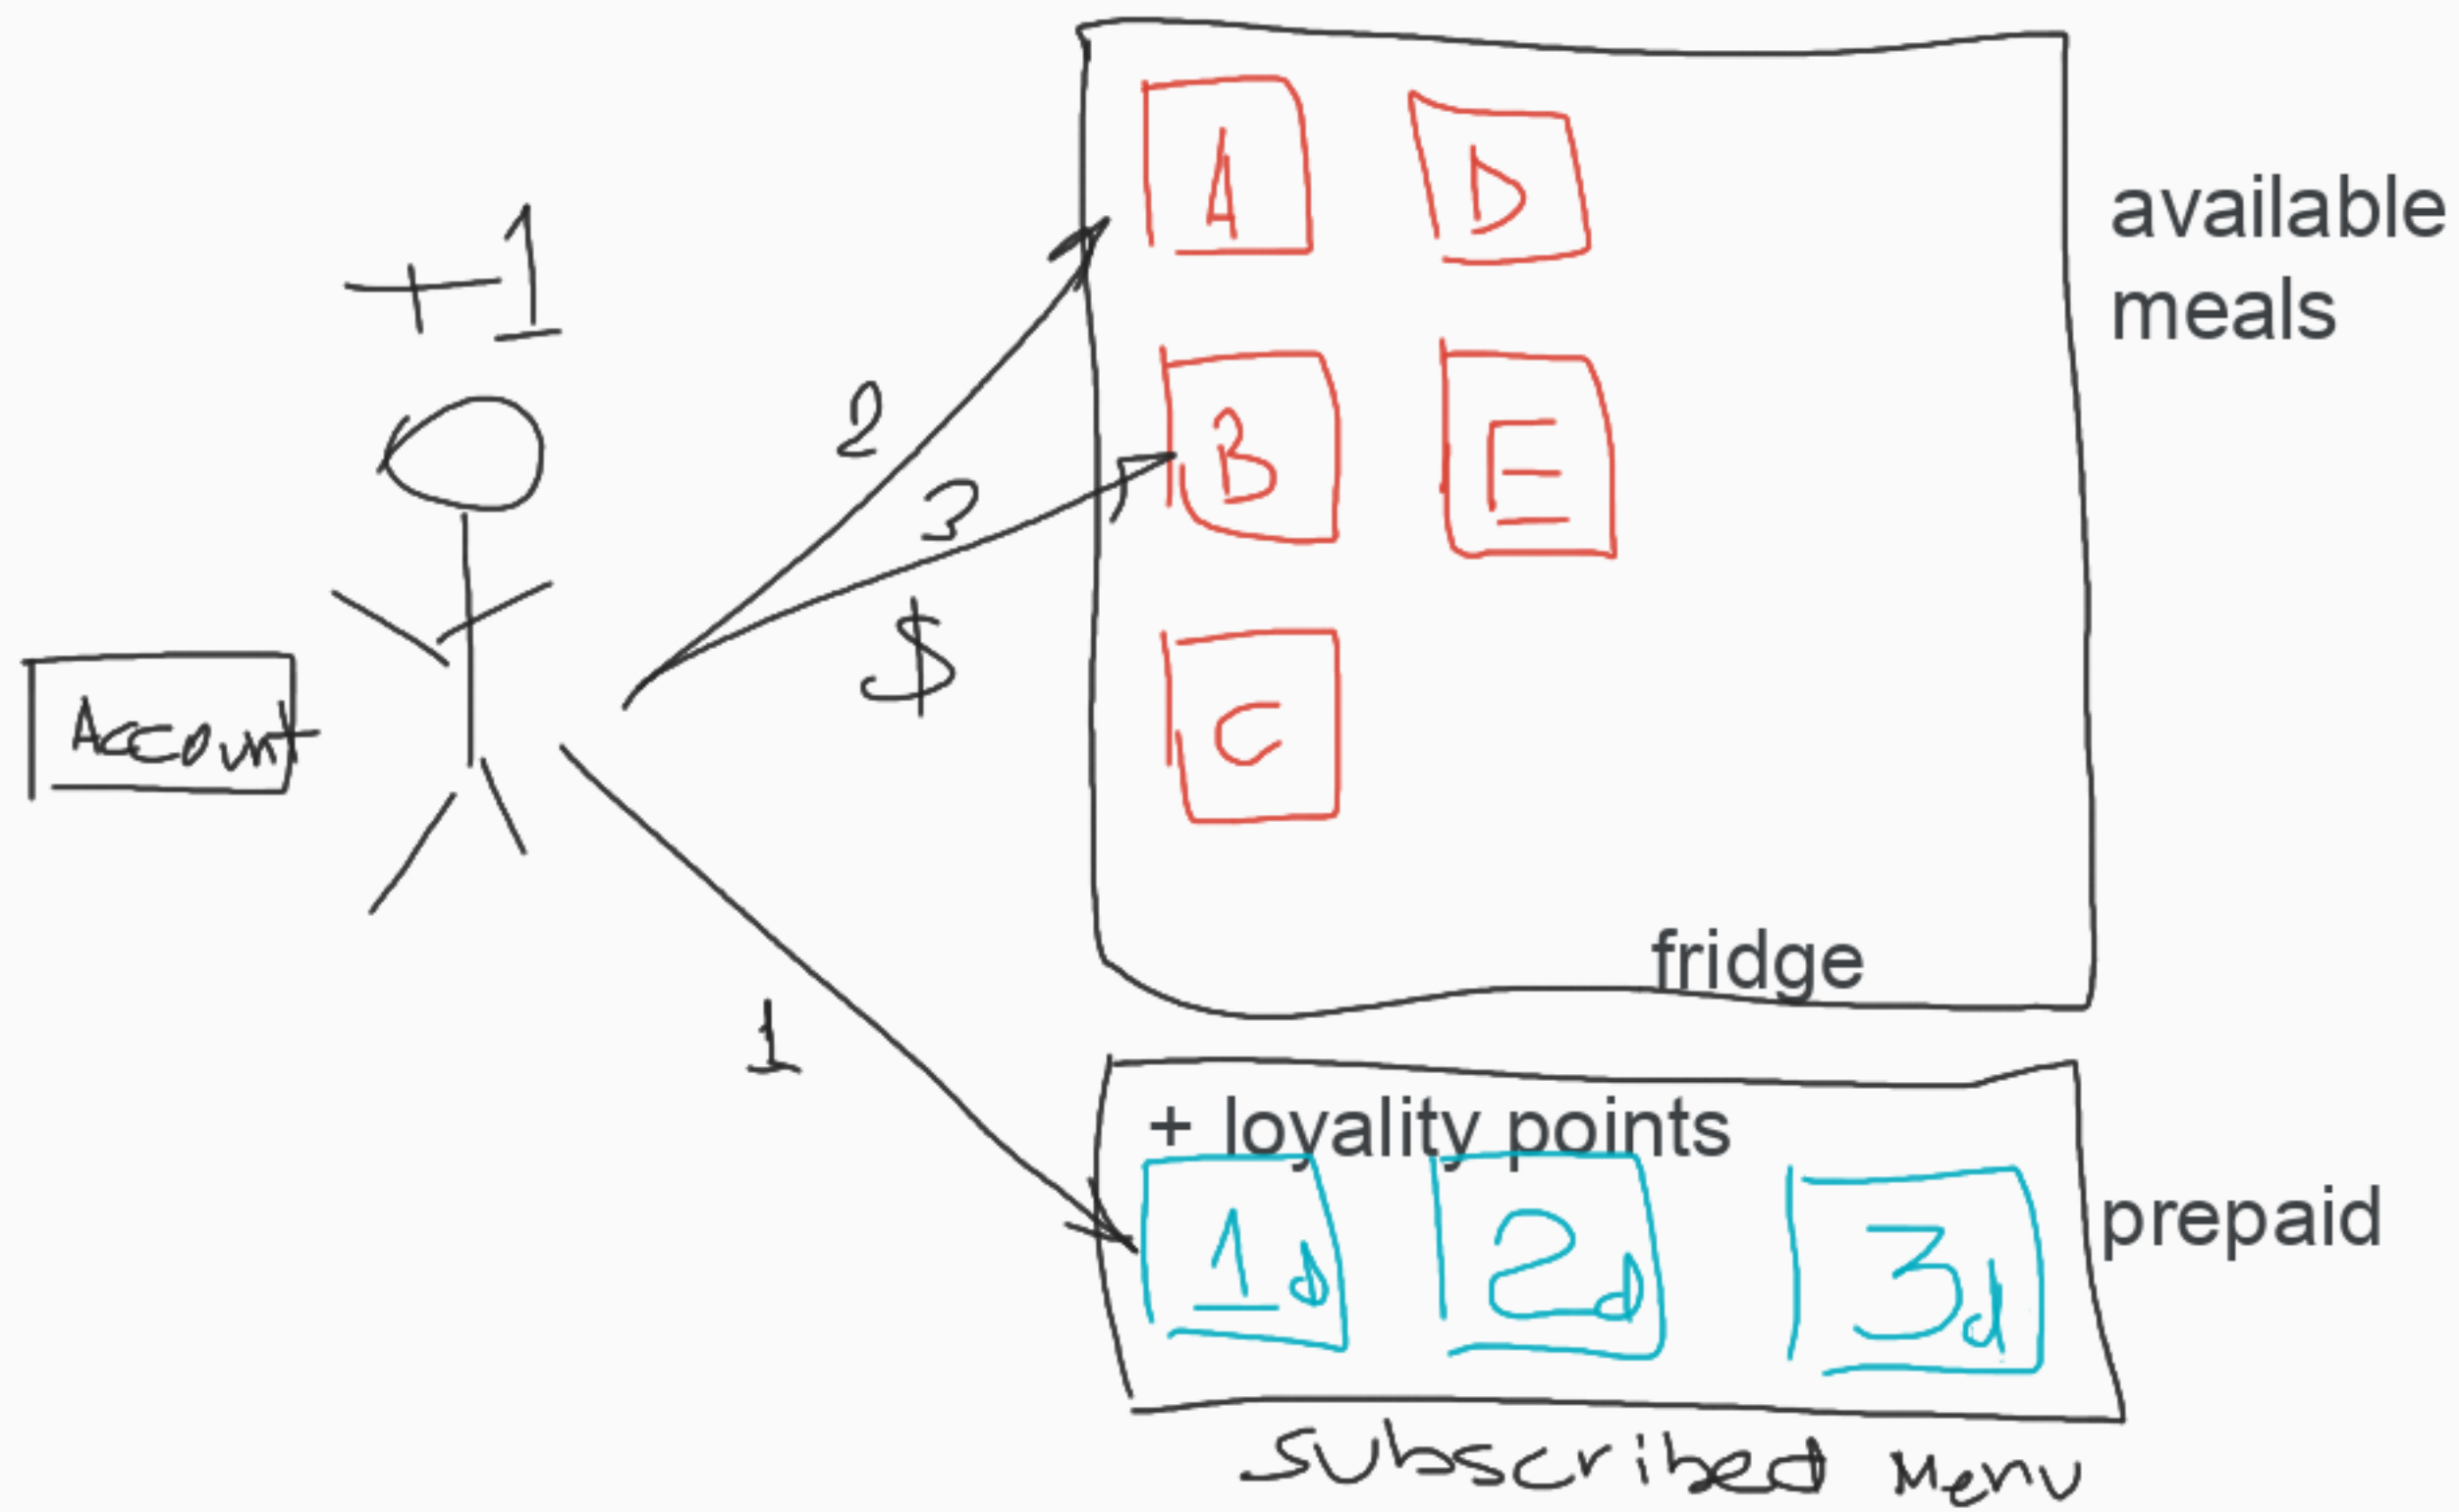 +1
Account
2
3
$
1
A
D
B
E
C
available
meals
fridge
+ loyality points
1d
2d
3d
prepaid
subscribed menu